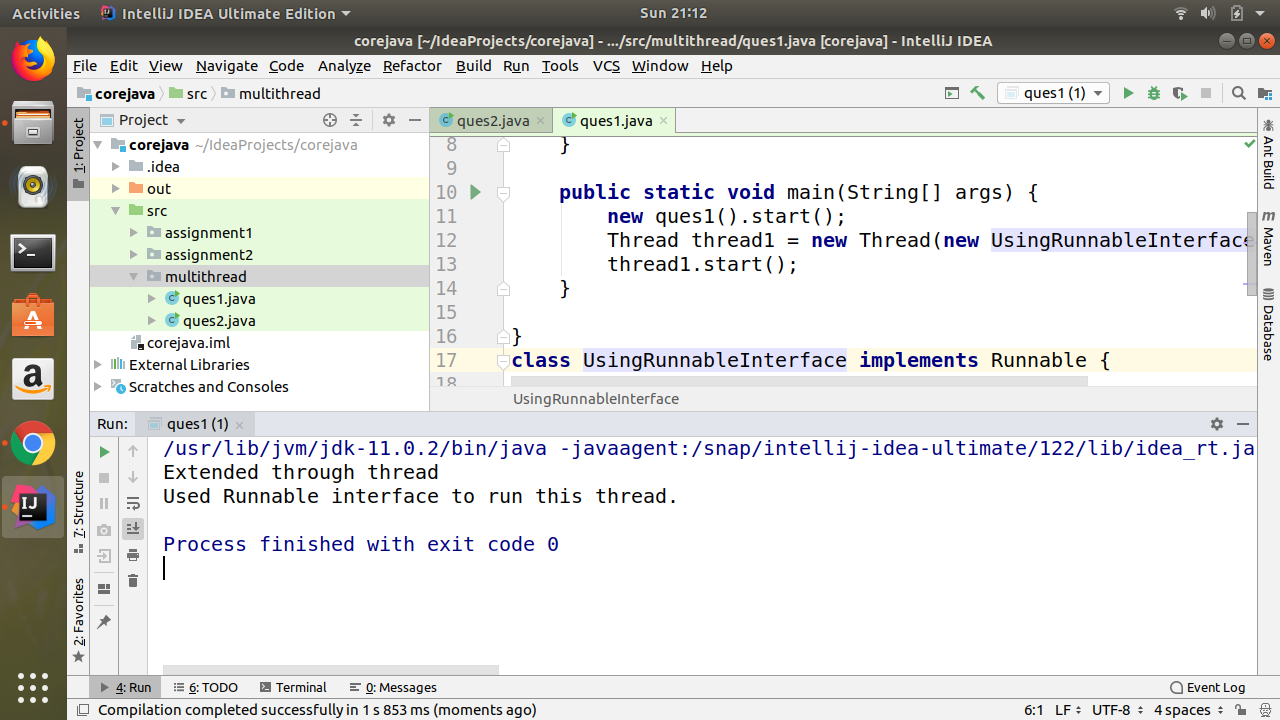 Activities IntelliJ IDEA Ultimate Edition Sun 21:12
corejava [~/IdeaProjects/corejava] - .../src/multithread/ques1.java [corejava] - IntelliJ IDEA
File Edit View Navigate Code Analyze Refactor Build Run Tools VCS Window Help
corejava src multithread ques1 (1)
1: Project
Project
ques2.java ques1.java
corejava ~/IdeaProjects/corejava
.idea
out
src
assignment1
assignment2
multithread
ques1.java
ques2.java
corejava.iml
External Libraries
Scratches and Consoles
8 }
9
10 public static void main(String[] args) {
11 new ques1().start();
12 Thread thread1 = new Thread(new UsingRunnableInterface
13 thread1.start();
14 }
15
16 }
17 class UsingRunnableInterface implements Runnable {
18
UsingRunnableInterface
Ant Build
m Maven
Database
Run: ques1 (1)
/usr/lib/jvm/jdk-11.0.2/bin/java -javaagent:/snap/intellij-idea-ultimate/122/lib/idea_rt.ja
Extended through thread
Used Runnable interface to run this thread.
Process finished with exit code 0
7: Structure
2: Favorites
4: Run 6: TODO Terminal 0: Messages Event Log
Compilation completed successfully in 1 s 853 ms (moments ago) 6:1 LF UTF-8 4 spaces